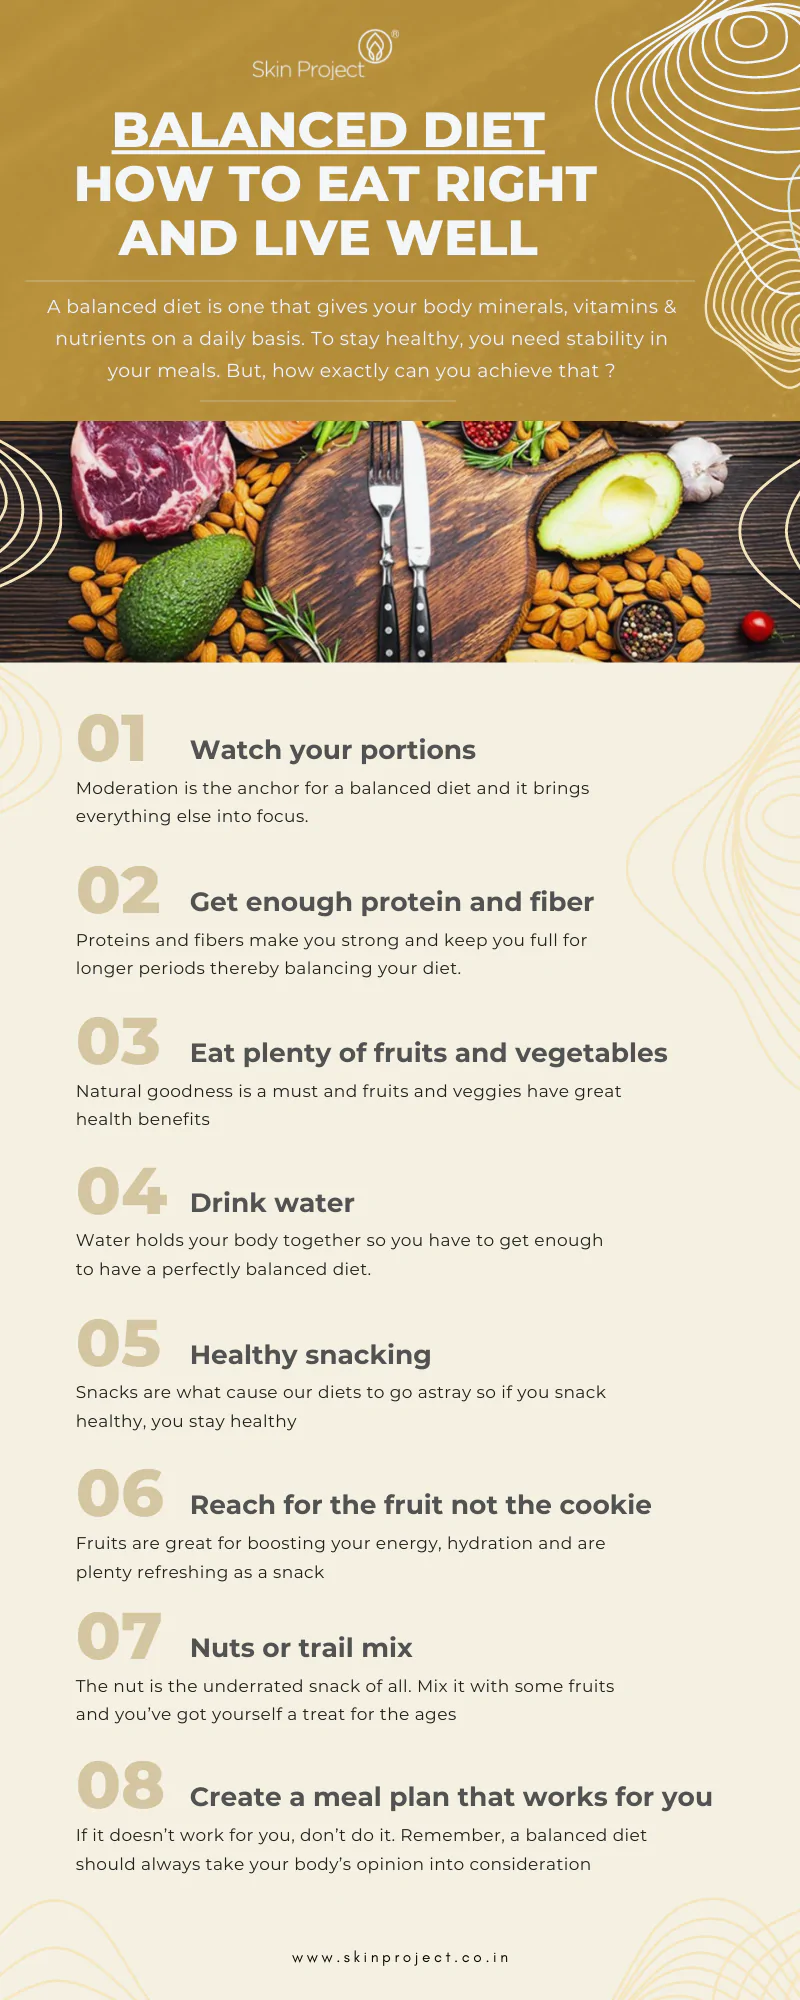 Skin Project®
BALANCED DIET
HOW TO EAT RIGHT
AND LIVE WELL
A balanced diet is one that gives your body minerals, vitamins &
nutrients on a daily basis. To stay healthy, you need stability in
your meals. But, how exactly can you achieve that ?
01 Watch your portions
Moderation is the anchor for a balanced diet and it brings
everything else into focus.
02 Get enough protein and fiber
Proteins and fibers make you strong and keep you full for
longer periods thereby balancing your diet.
03 Eat plenty of fruits and vegetables
Natural goodness is a must and fruits and veggies have great
health benefits
04 Drink water
Water holds your body together so you have to get enough
to have a perfectly balanced diet.
05 Healthy snacking
Snacks are what cause our diets to go astray so if you snack
healthy, you stay healthy
06 Reach for the fruit not the cookie
Fruits are great for boosting your energy, hydration and are
plenty refreshing as a snack
07 Nuts or trail mix
The nut is the underrated snack of all. Mix it with some fruits
and you’ve got yourself a treat for the ages
08 Create a meal plan that works for you
If it doesn’t work for you, don’t do it. Remember, a balanced diet
should always take your body’s opinion into consideration
www.skinproject.co.in